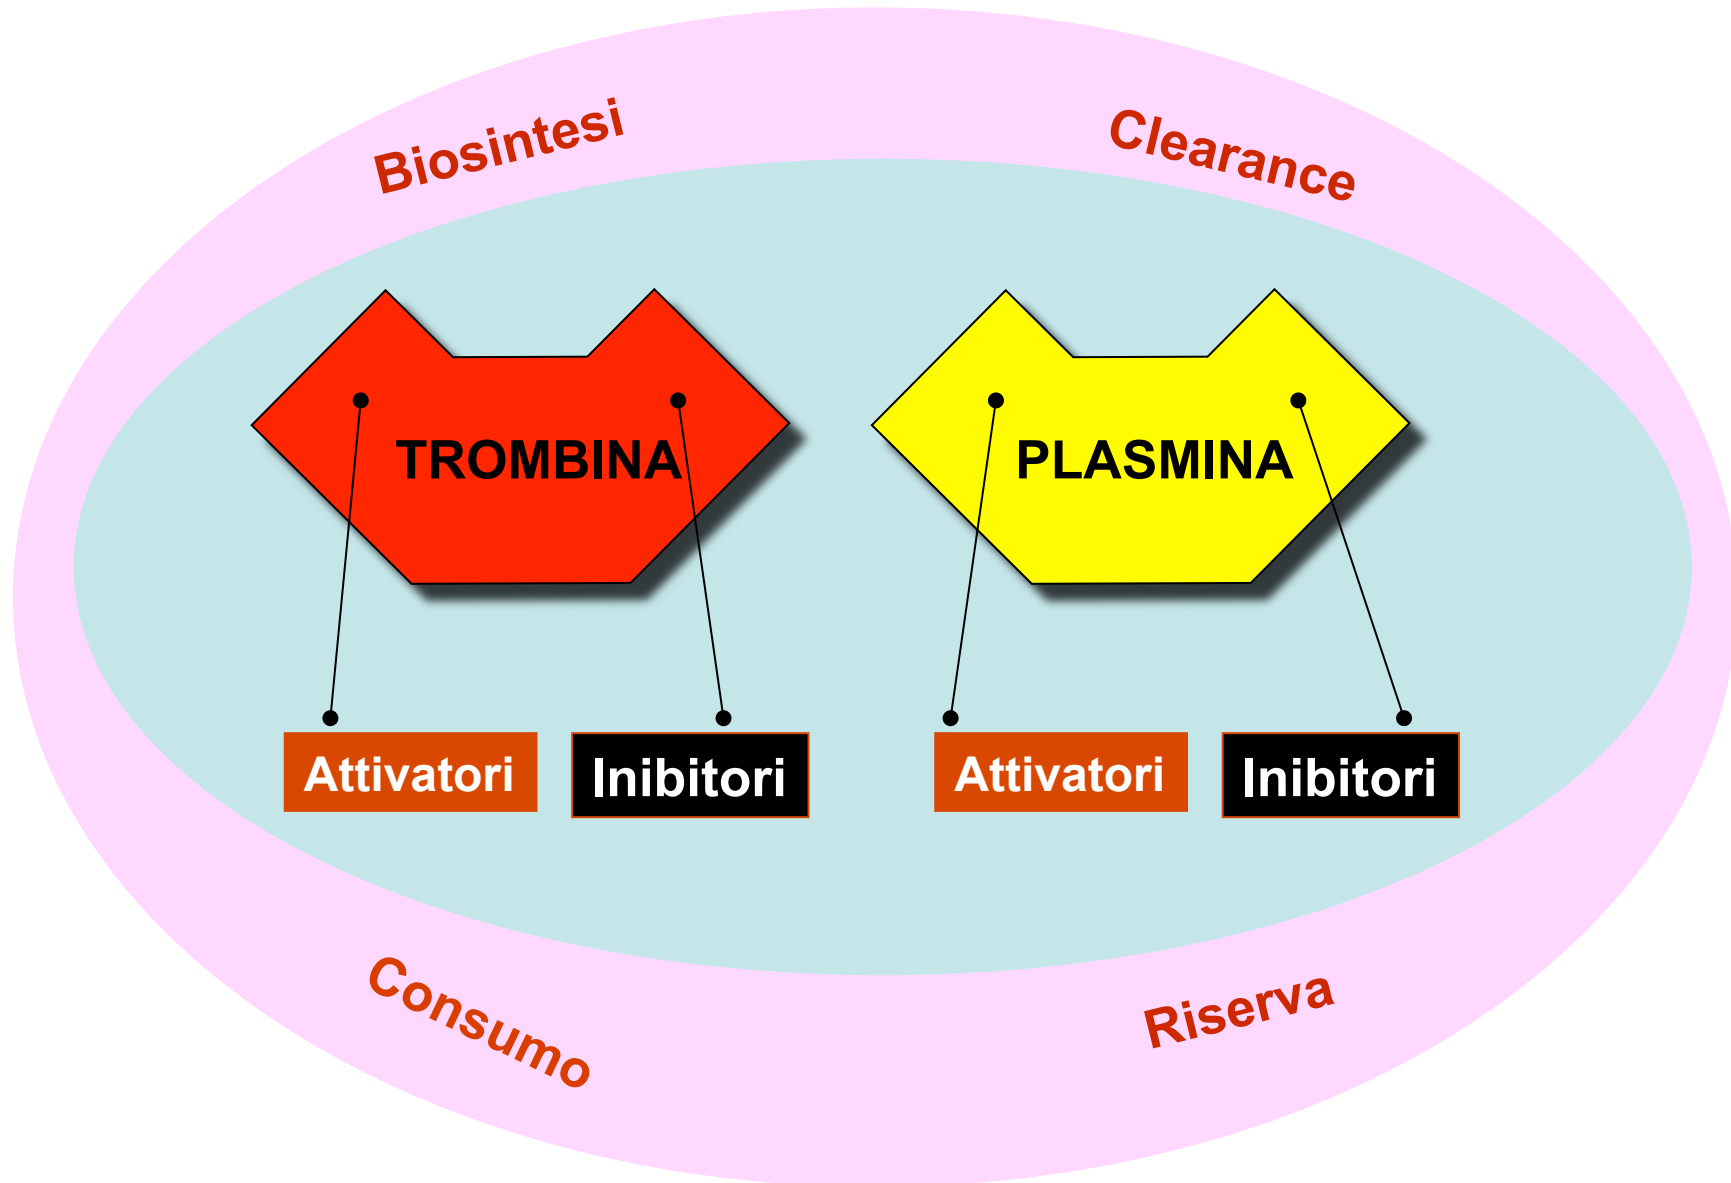 Biosintesi
Clearance
TROMBINA
PLASMINA
Attivatori
Inibitori
Attivatori
Inibitori
Consumo
Riserva